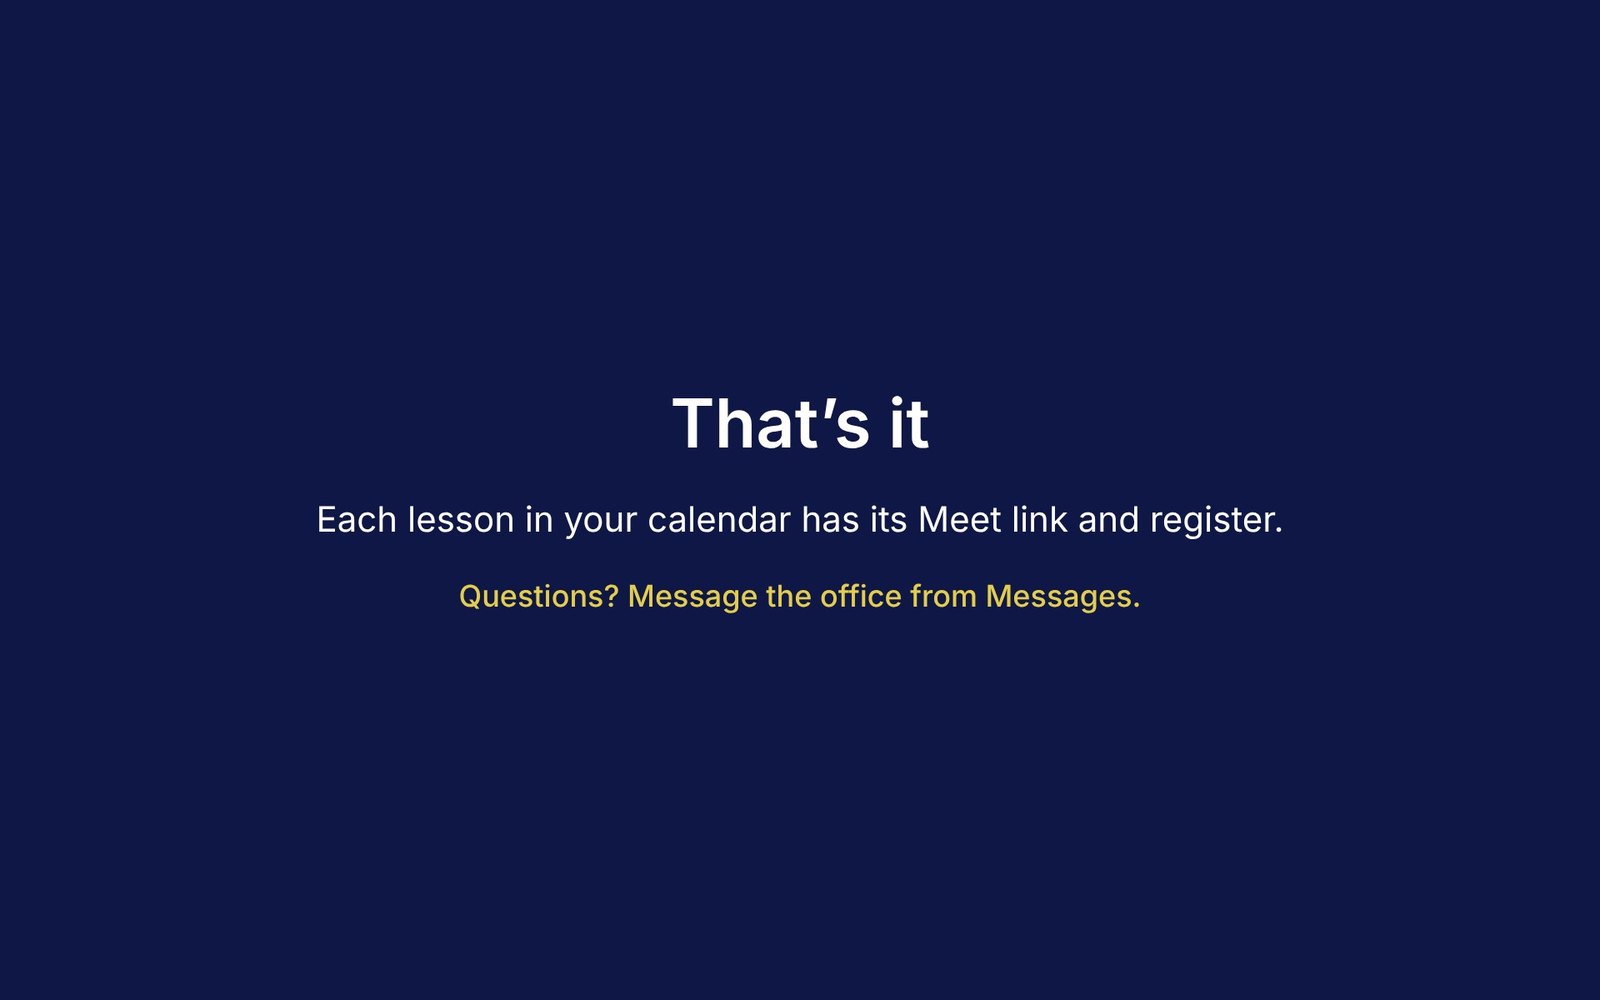 That’s it
Each lesson in your calendar has its Meet link and register.
Questions? Message the office from Messages.